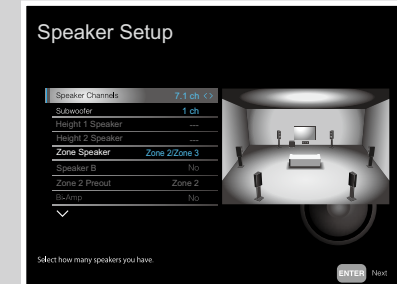 Speaker Setup
Speaker Channels 7.1 ch <>
Subwoofer 1 ch
Height 1 Speaker ---
Height 2 Speaker ---
Zone Speaker Zone 2/Zone 3
Speaker B No
Zone 2 Preout Zone 2
Bi-Amp No
Select how many speakers you have.
ENTER Next